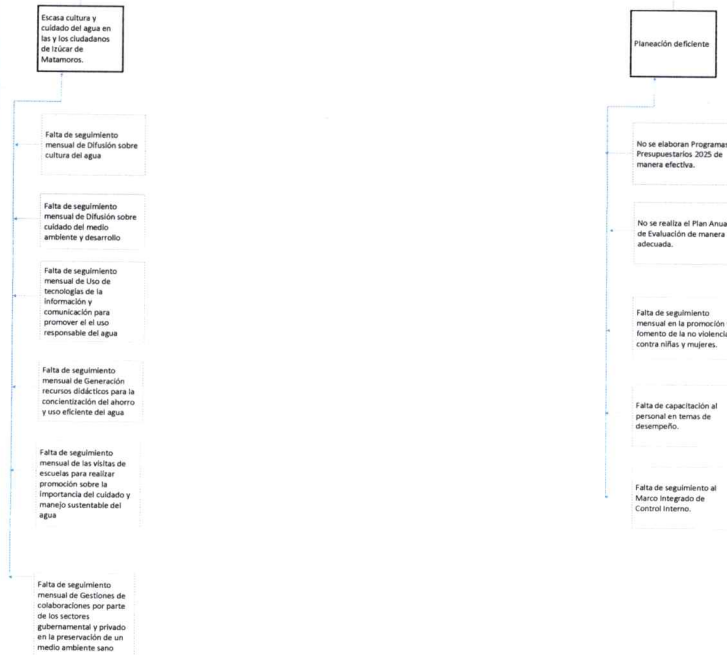 Escasa cultura y
cuidado del agua en
las y los ciudadanos
de Izúcar de
Matamoros.
Falta de seguimiento
mensual de Difusión sobre
cultura del agua
Falta de seguimiento
mensual de Difusión sobre
cuidado del medio
ambiente y desarrollo
Falta de seguimiento
mensual de Uso de
tecnologías de la
información y
comunicación para
promover el el uso
responsable del agua
Falta de seguimiento
mensual de Generación
recursos didácticos para la
concientización del ahorro
y uso eficiente del agua
Falta de seguimiento
mensual de las visitas de
escuelas para realizar
promoción sobre la
importancia del cuidado y
manejo sustentable del
agua
Falta de seguimiento
mensual de Gestiones de
colaboraciones por parte
de los sectores
gubernamental y privado
en la preservación de un
medio ambiente sano
Planeación deficiente
No se elaboran Programas
Presupuestarios 2025 de
manera efectiva.
No se realiza el Plan Anua
de Evaluación de manera
adecuada.
Falta de seguimiento
mensual en la promoción
fomento de la no violencia
contra niñas y mujeres.
Falta de capacitación al
personal en temas de
desempeño.
Falta de seguimiento al
Marco Integrado de
Control Interno.